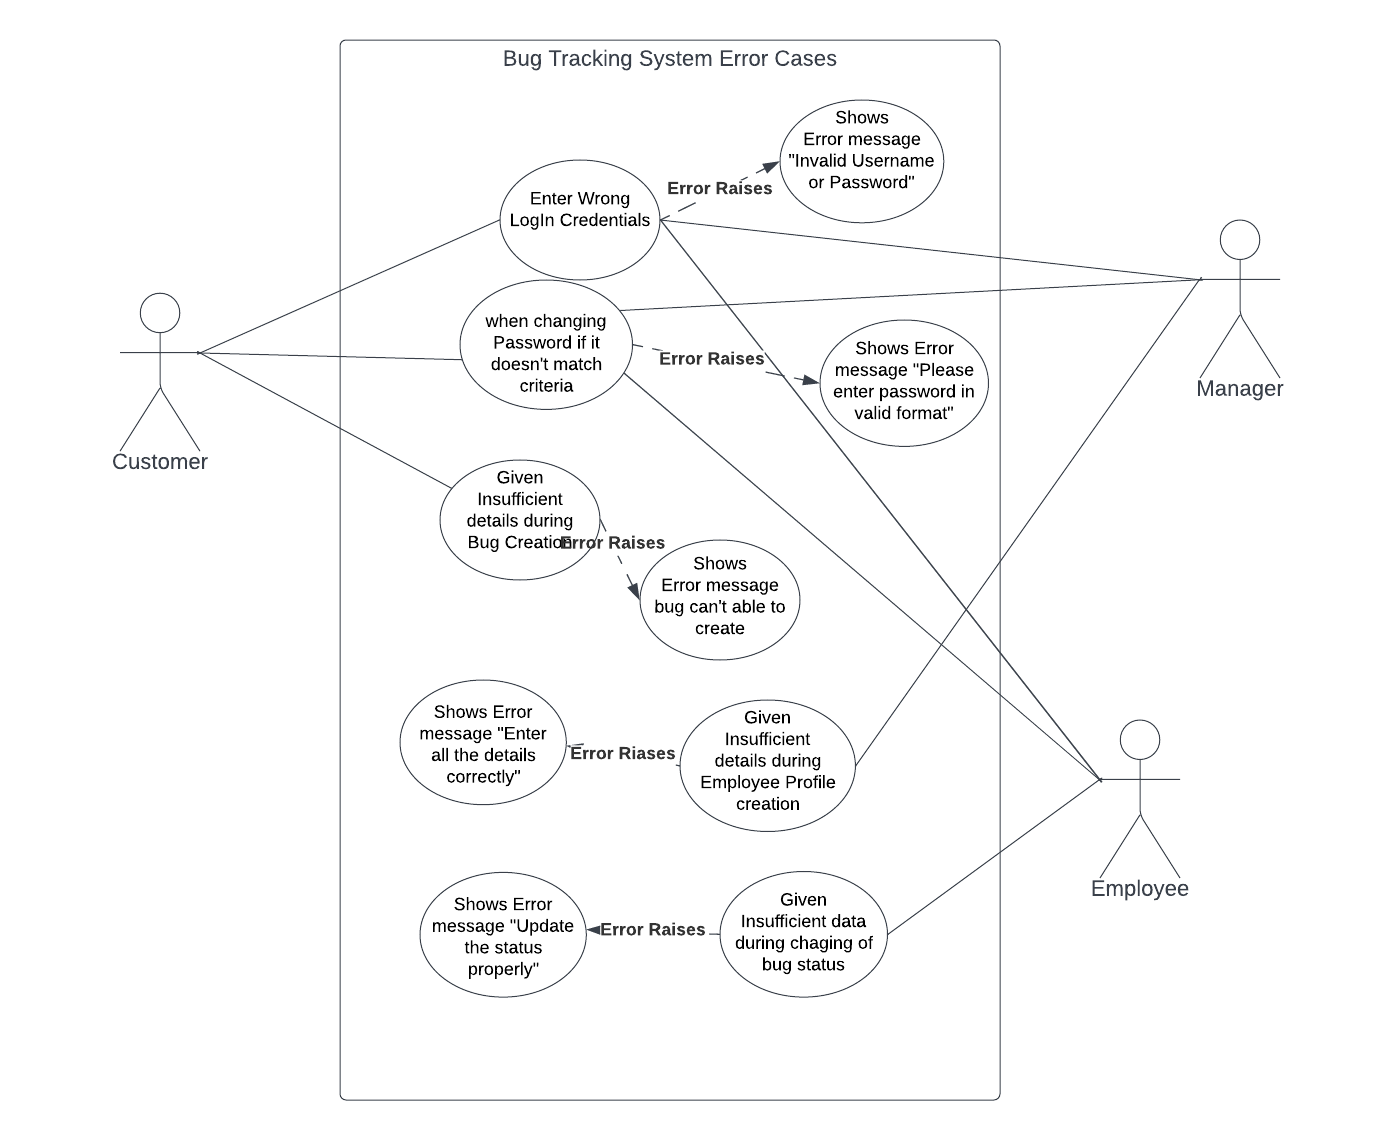 Bug Tracking System Error Cases
Shows
Error message
"Invalid Username
or Password"
Error Raises
Enter Wrong
LogIn Credentials
when changing
Password if it
doesn't match
criteria
Error Raises
Shows Error
message "Please
enter password in
valid format"
Manager
Customer
Given
Insufficient
details during
Bug Creation
Error Raises
Shows
Error message
bug can't able to
create
Shows Error
message "Enter
all the details
correctly"
Error Riases
Given
Insufficient
details during
Employee Profile
creation
Employee
Shows Error
message "Update
the status
properly"
Error Raises
Given
Insufficient data
during chaging of
bug status